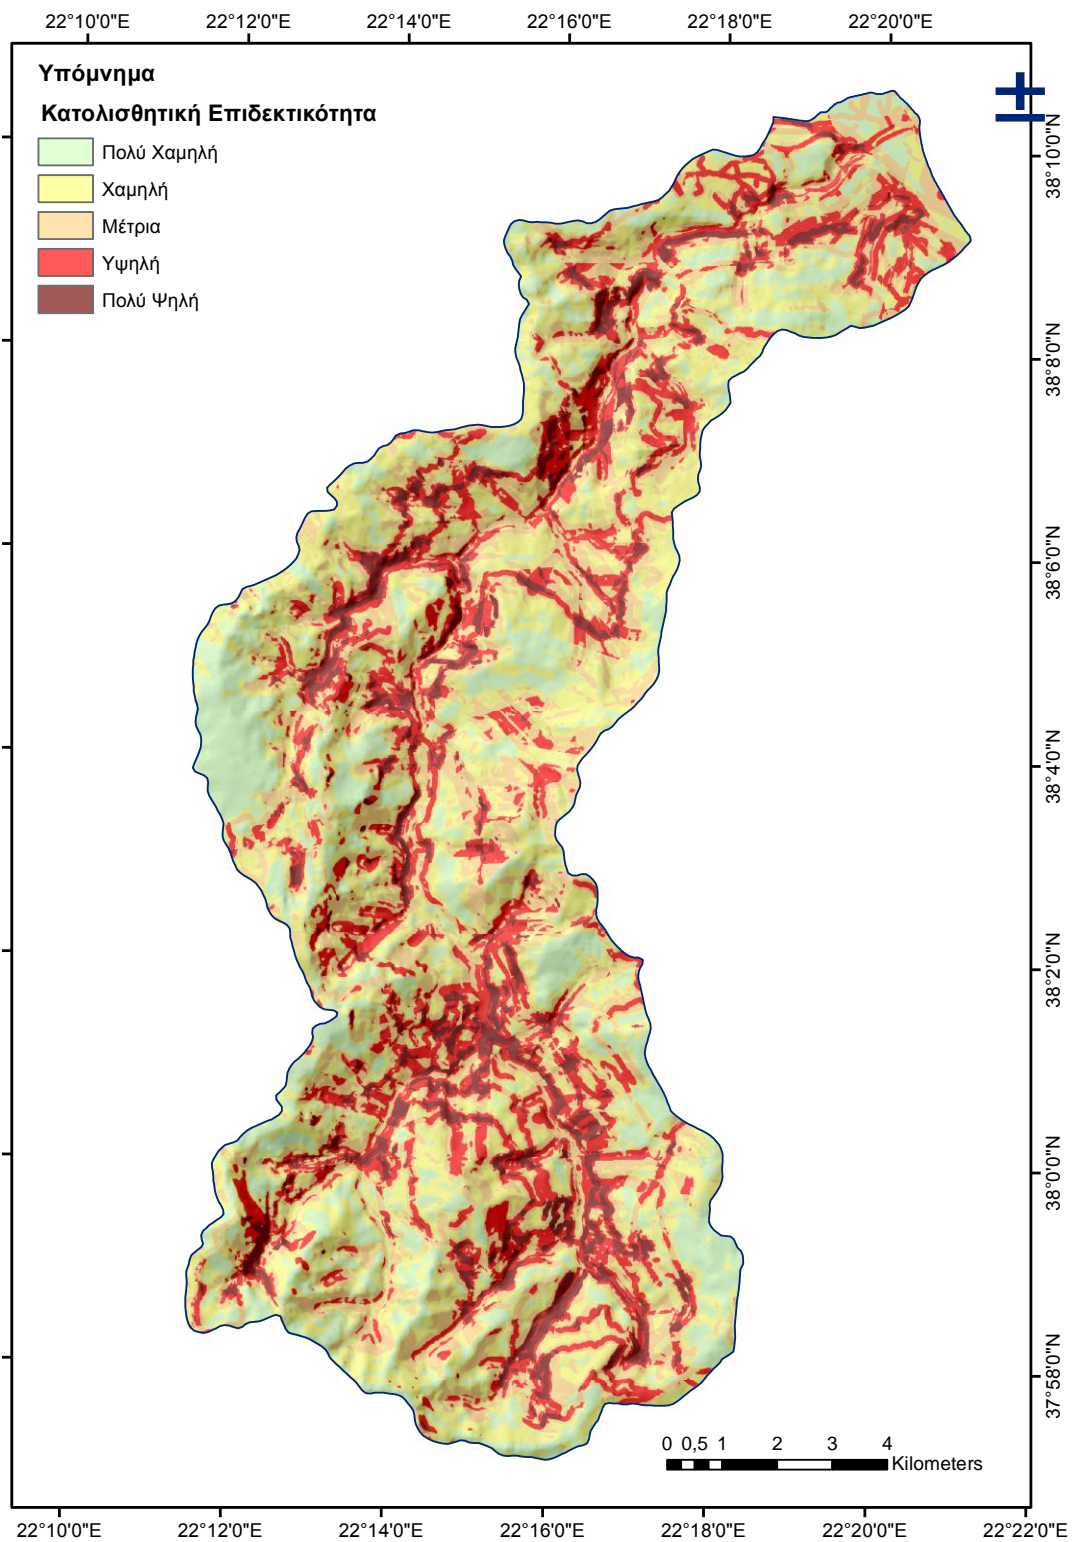 22°10'0"E 22°12'0"E 22°14'0"E 22°16'0"E 22°18'0"E 22°20'0"E
Υπόμνημα
Κατολισθητική Επιδεκτικότητα
Πολύ Χαμηλή
Χαμηλή
Μέτρια
Υψηλή
Πολύ Ψηλή
38°10'0"N
38°8'0"N
38°6'0"N
38°4'0"N
38°2'0"N
38°0'0"N
37°58'0"N
0 0,5 1 2 3 4
Kilometers
22°10'0"E 22°12'0"E 22°14'0"E 22°16'0"E 22°18'0"E 22°20'0"E 22°22'0"E